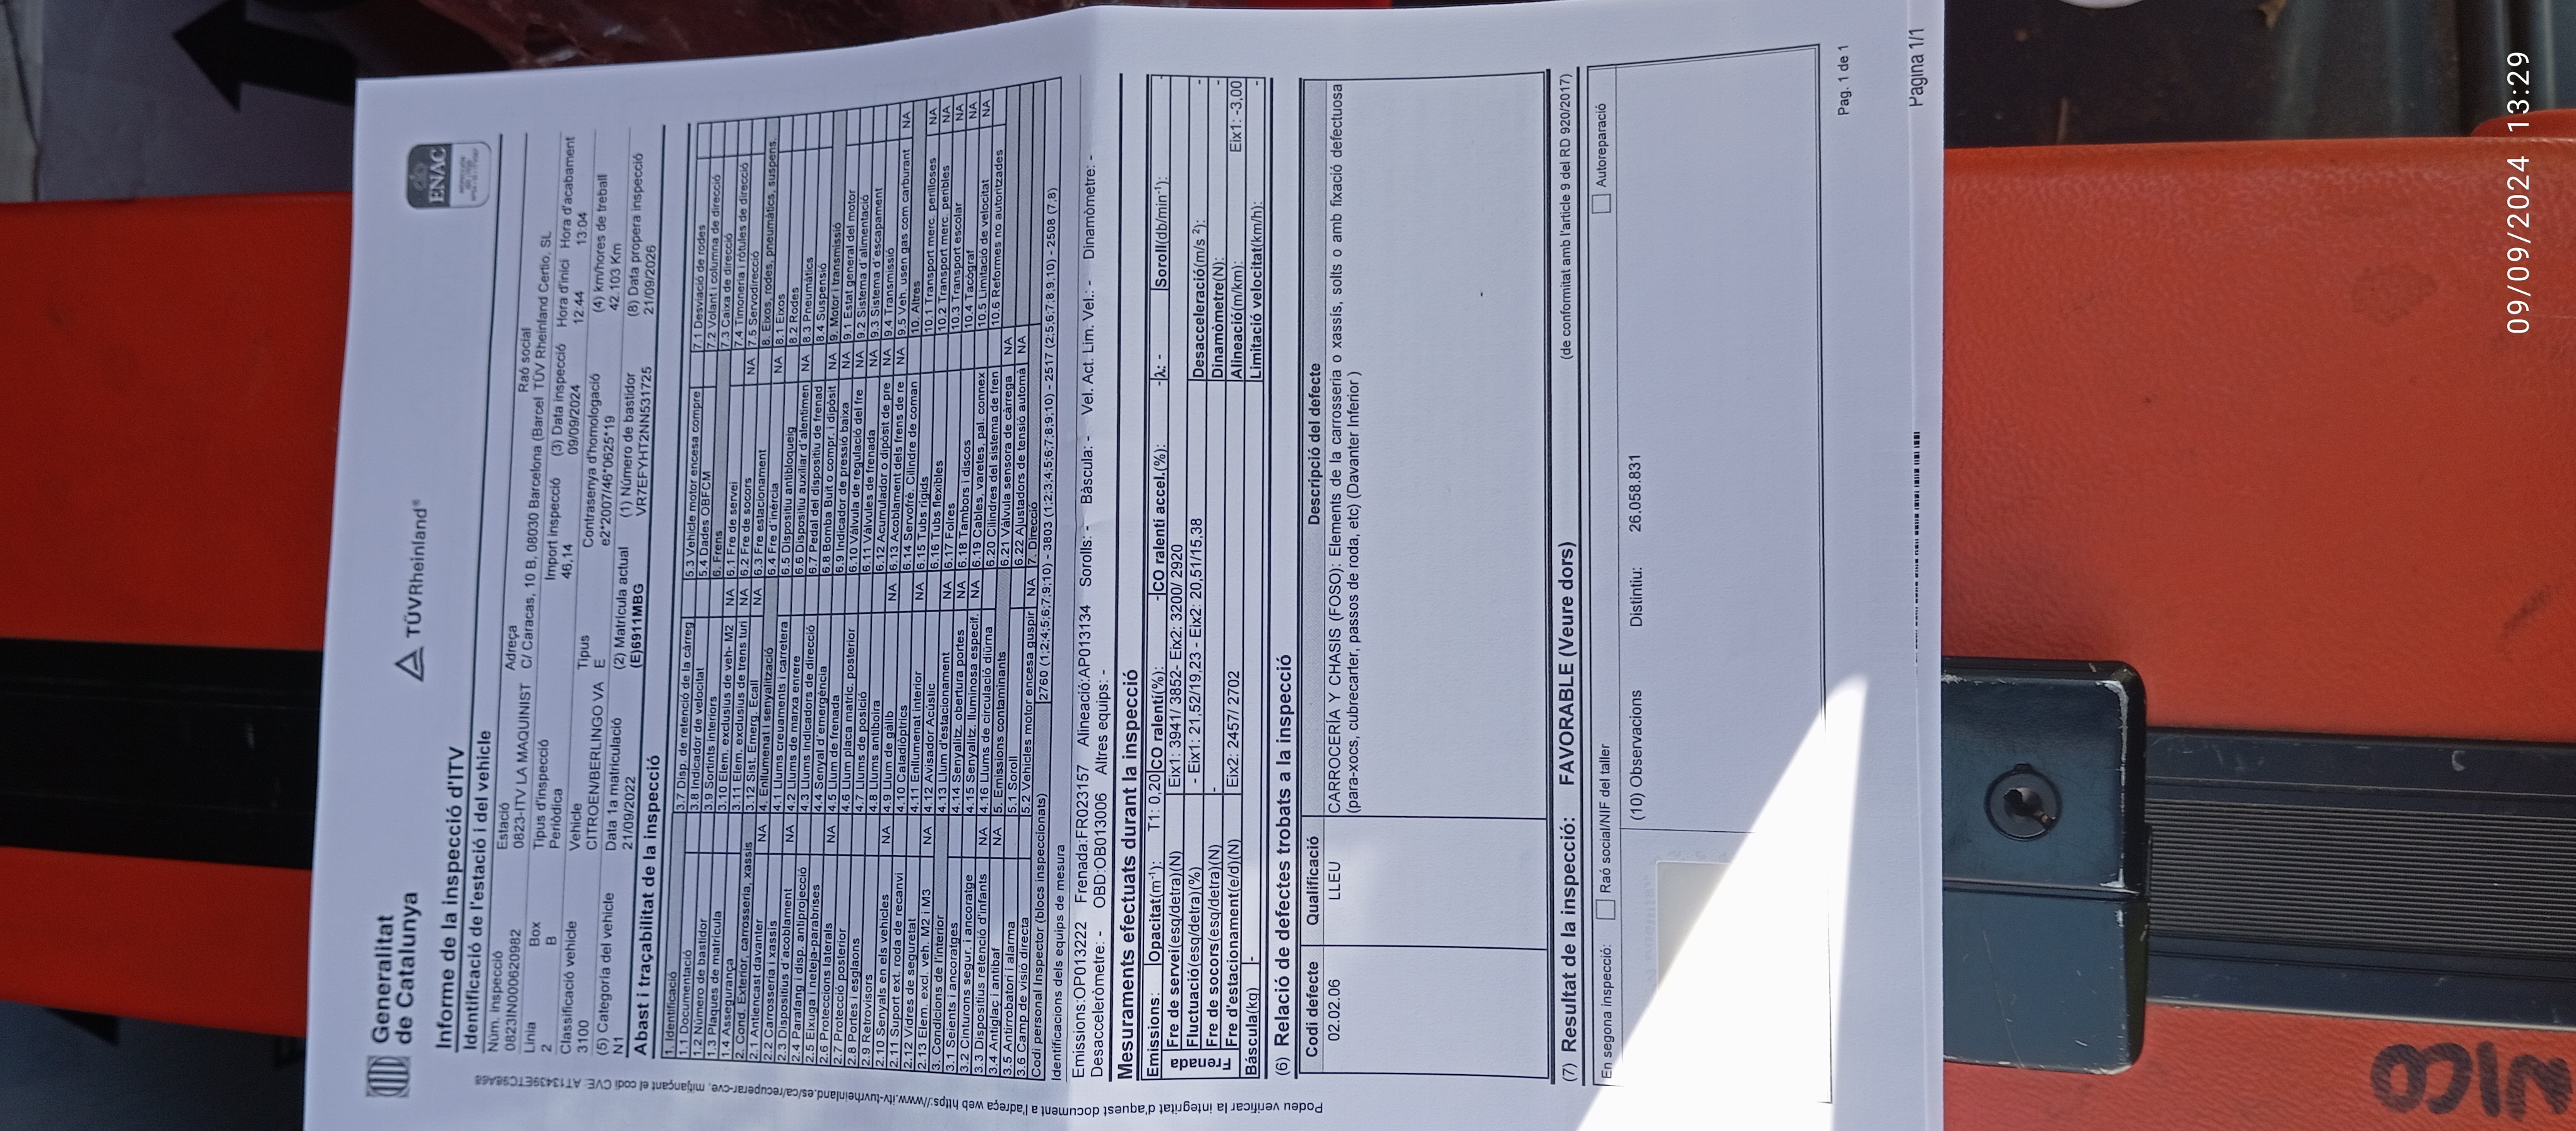 Generalitat
de Catalunya
TÜVRheinland®
ENAC
Informe de la inspecció d'ITV
Identificació de l'estació i del vehicle
Núm. inspecció Estació Adreça Raó social
0823IN000620982 0823-ITV LA MAQUINIST C/ Caracas, 10 B, 08030 Barcelona (Barcel TÜV Rheinland Certio, SL
Línia Box Tipus d'inspecció Import inspecció (3) Data inspecció Hora d'inici Hora d'acabament
2 B Periòdica 46,14 09/09/2024 12:44 13:04
Classificació vehicle Vehicle Tipus Contrasenya d'homologació (4) km/hores de treball
3100 CITROEN/BERLINGO VA E e2*2007/46*0625*19 42.103 Km
(5) Categoria del vehicle Data 1a matriculació (2) Matrícula actual (1) Número de bastidor (8) Data propera inspecció
N1 21/09/2022 (E)6911MBG VR7EFYHT2NN531725 21/09/2026
Abast i traçabilitat de la inspecció
1. Identificació
1.1 Documentació
1.2 Número de bastidor
1.3 Plaques de matrícula
1.4 Assegurança
2. Cond. Exterior, carrosseria, xassis
2.1 Antiencast davanter NA
2.2 Carrosseria i xassis
2.3 Dispositius d'acoblament NA
2.4 Parafang i disp. antiprojecció
2.5 Eixuga i neteja-parabrises
2.6 Proteccions laterals NA
2.7 Protecció posterior
2.8 Portes i esglaons
2.9 Retrovisors
2.10 Senyals en els vehicles NA
2.11 Suport ext. roda de recanvi
2.12 Vidres de seguretat
2.13 Elem. excl. veh. M2 i M3 NA
3. Condicions de l'interior
3.1 Seients i ancoratges
3.2 Cinturons segur. i ancoratge
3.3 Dispositius retenció d'infants NA
3.4 Antiglaç i antibaf NA
3.5 Antirrobatori i alarma
3.6 Camp de visió directa
3.7 Disp. de retenció de la càrreg
3.8 Indicador de velocitat
3.9 Sortints interiors
3.10 Elem. exclusius de veh- M2 NA
3.11 Elem. exclusius de trens turi NA
3.12 Sist. Emerg. Ecall NA
4. Enllumenat i senyalització
4.1 Llums creuaments i carretera
4.2 Llums de marxa enrere
4.3 Llums indicadors de direcció
4.4 Senyal d'emergència
4.5 Llum de frenada
4.6 Llum placa matric. posterior
4.7 Llums de posició
4.8 Llums antiboira
4.9 Llum de gàlib NA
4.10 Catadiòptrics
4.11 Enllumenat interior NA
4.12 Avisador Acústic
4.13 Llum d'estacionament NA
4.14 Senyalitz. obertura portes NA
4.15 Senyalitz. lluminosa especif. NA
4.16 Llums de circulació diürna
5. Emissions contaminants
5.1 Soroll
5.2 Vehicles motor encesa guspir NA
5.3 Vehicle motor encesa compre
5.4 Dades OBFCM
6. Frens
6.1 Fre de servei
6.2 Fre de socors NA
6.3 Fre estacionament
6.4 Fre d'inèrcia NA
6.5 Dispositiu antibloqueig
6.6 Dispositiu auxiliar d'alentimen NA
6.7 Pedal del dispositiu de frenad
6.8 Bomba Buit o compr. i dipòsit NA
6.9 Indicador de pressió baixa NA
6.10 Vàlvula de regulació del fre NA
6.11 Vàlvules de frenada NA
6.12 Acumulador o dipòsit de pre NA
6.13 Acoblament dels frens de re NA
6.14 Servofrè. Cilindre de coman
6.15 Tubs rígids
6.16 Tubs flexibles
6.17 Folres
6.18 Tambors i discos
6.19 Cables, varetes, pal. connex
6.20 Cilindres del sistema de fren
6.21 Vàlvula sensora de càrrega NA
6.22 Ajustadors de tensió automà NA
7. Direcció
7.1 Desviació de rodes
7.2 Volant i columna de direcció
7.3 Caixa de direcció
7.4 Timoneria i ròtules de direcció
7.5 Servodirecció
8. Eixos, rodes, pneumàtics, suspens.
8.1 Eixos
8.2 Rodes
8.3 Pneumàtics
8.4 Suspensió
9. Motor i transmissió
9.1 Estat general del motor
9.2 Sistema d'alimentació
9.3 Sistema d'escapament
9.4 Transmissió
9.5 Veh. usen gas com carburant NA
10. Altres
10.1 Transport merc. perilloses NA
10.2 Transport merc. peribles NA
10.3 Transport escolar NA
10.4 Tacògraf NA
10.5 Limitació de velocitat NA
10.6 Reformes no autoritzades
Codi personal Inspector (blocs inspeccionats) 2760 (1;2;4;5;6;7;9;10) - 3803 (1;2;3;4;5;6;7;8;9;10) - 2517 (2;5;6;7;8;9;10) - 2508 (7,8)
Identificacions dels equips de mesura
Emissions:OP013222 Frenada:FR023157 Alineació:AP013134 Sorolls: - Bàscula: - Vel. Act. Lim. Vel.: - Dinamòmetre: -
Desacceleròmetre: - OBD:OB013006 Altres equips: -
Mesuraments efectuats durant la inspecció
Emissions: Opacitat(m-¹): T1: 0,20 CO ralentí(%): - CO ralentí accel.(%): - λ: - Soroll(db/min-¹): -
Frenada
Fre de servei(esq/detra)(N) Eix1: 3941/ 3852- Eix2: 3200/ 2920
Fluctuació(esq/detra)(%) - Eix1: 21,52/19,23 - Eix2: 20,51/15,38 Desacceleració(m/s ²): -
Fre de socors(esq/detra)(N) - Dinamòmetre(N): -
Fre d'estacionament(e/d)(N) Eix2: 2457/ 2702 Alineació(m/km): Eix1: -3,00
Bàscula(kg) - Limitació velocitat(km/h): -
(6) Relació de defectes trobats a la inspecció
Codi defecte Qualificació Descripció del defecte
02.02.06 LLEU CARROCERÍA Y CHASIS (FOSO): Elements de la carrosseria o xassís, solts o amb fixació defectuosa
(para-xocs, cubrecarter, passos de roda, etc) (Davanter Inferior )
(7) Resultat de la inspecció: FAVORABLE (Veure dors) (de conformitat amb l'article 9 del RD 920/2017)
En segona inspecció: Raó social/NIF del taller Autoreparació
(10) Observacions Distintiu: 26.058.831
Pag. 1 de 1
Pagina 1/1
Podeu verificar la integritat d'aquest document a l'adreça web https://www.itv-tuvrheinland.es/ca/recuperar-cve, mitjançant el codi CVE: AT13439ETC98A68
NICO
09/09/2024 13:29